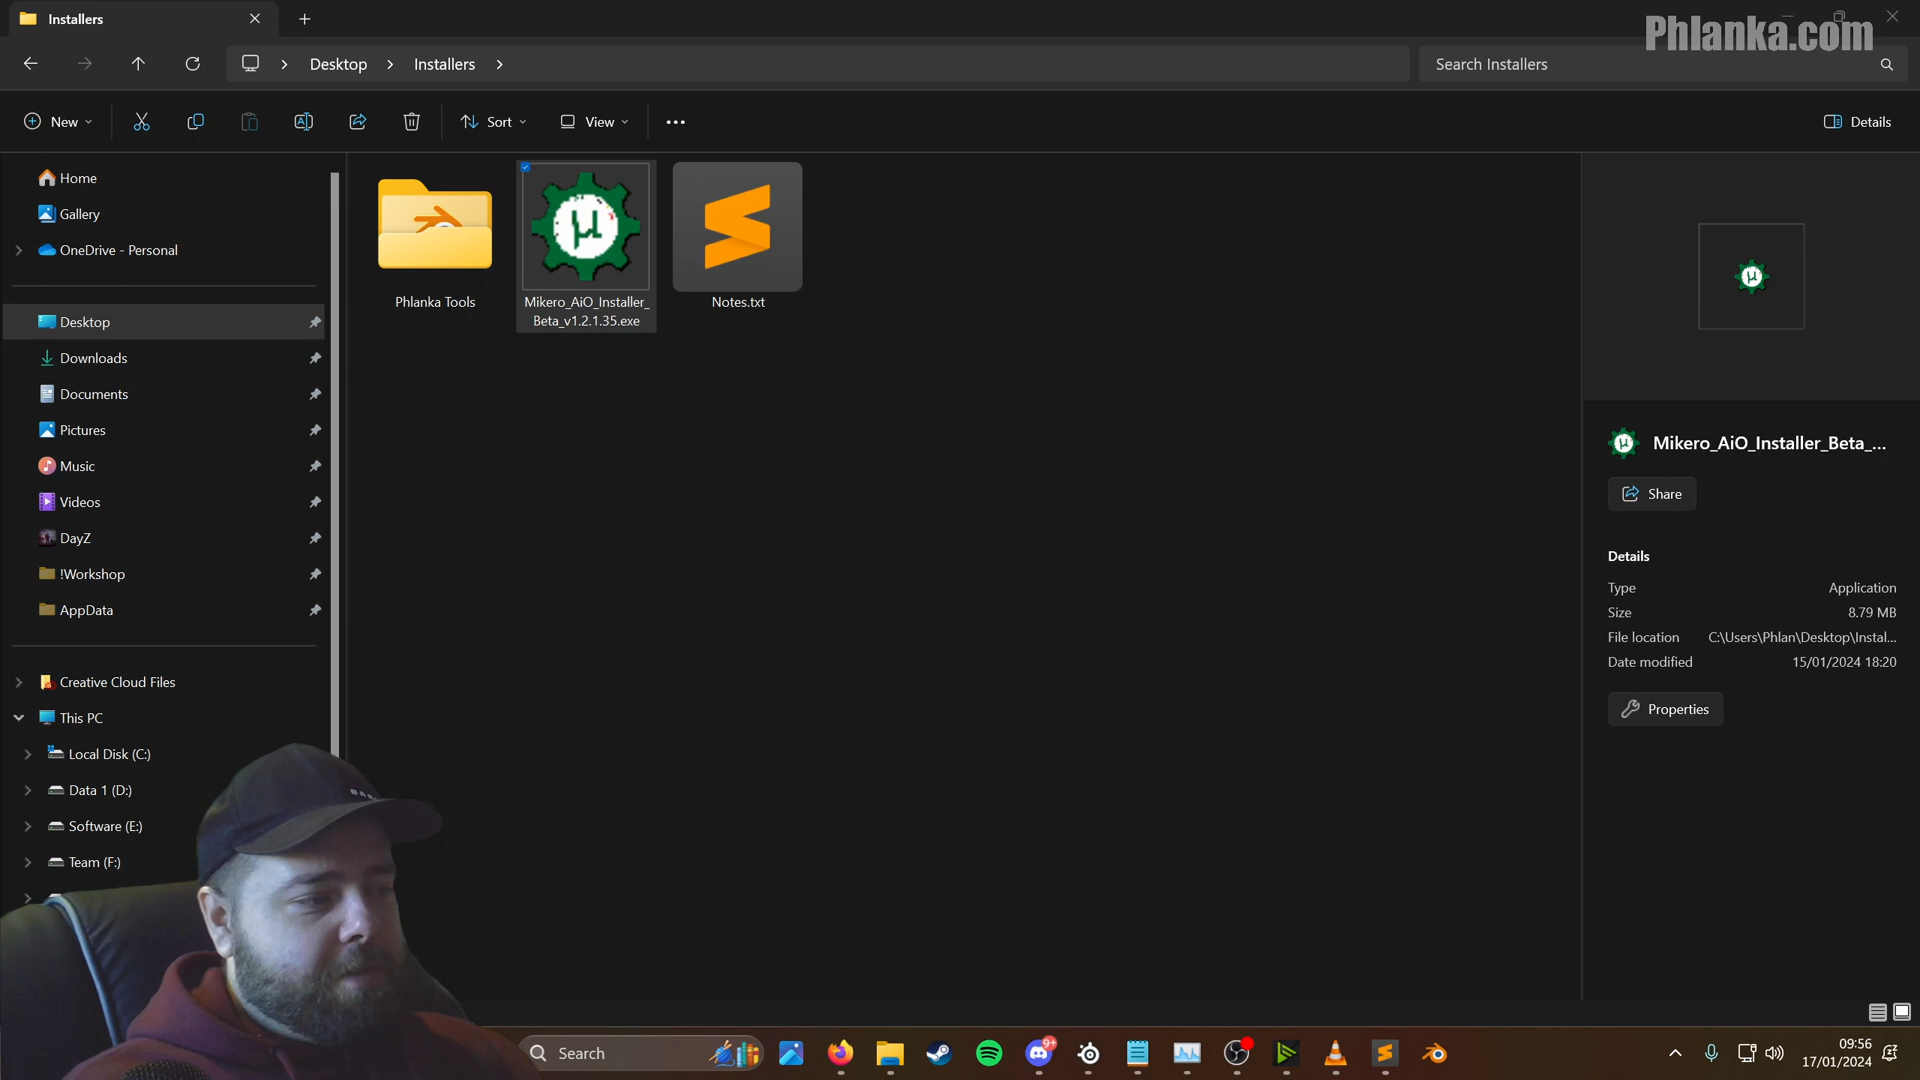 Installers
Phlanka.com
Desktop
Installers
Search Installers
New
Sort
View
Details
Home
Gallery
OneDrive - Personal
Desktop
Downloads
Documents
Pictures
Music
Videos
DayZ
!Workshop
AppData
Creative Cloud Files
This PC
Local Disk (C:)
Data 1 (D:)
Software (E:)
Team (F:)
Phlanka Tools
Mikero_AiO_Installer_
Beta_v1.2.1.35.exe
Notes.txt
Mikero_AiO_Installer_Beta_...
Share
Details
Type Application
Size 8.79 MB
File location C:\Users\Phlan\Desktop\Instal...
Date modified 15/01/2024 18:20
Properties
Search
9+
09:56
17/01/2024